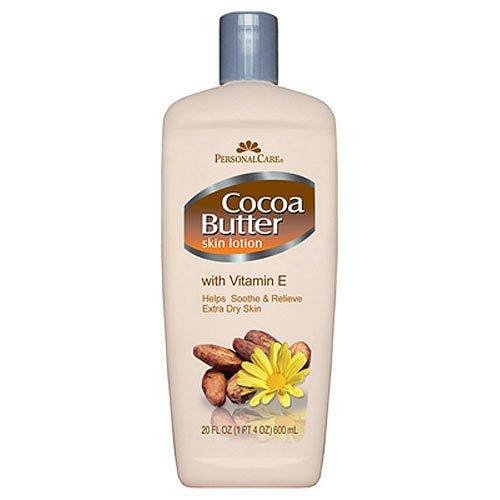 PERSONALCARE®
Cocoa
Butter
skin lotion
with Vitamin E
Helps Soothe & Relieve
Extra Dry Skin
20 FL OZ (1 PT 4 OZ) 600 mL